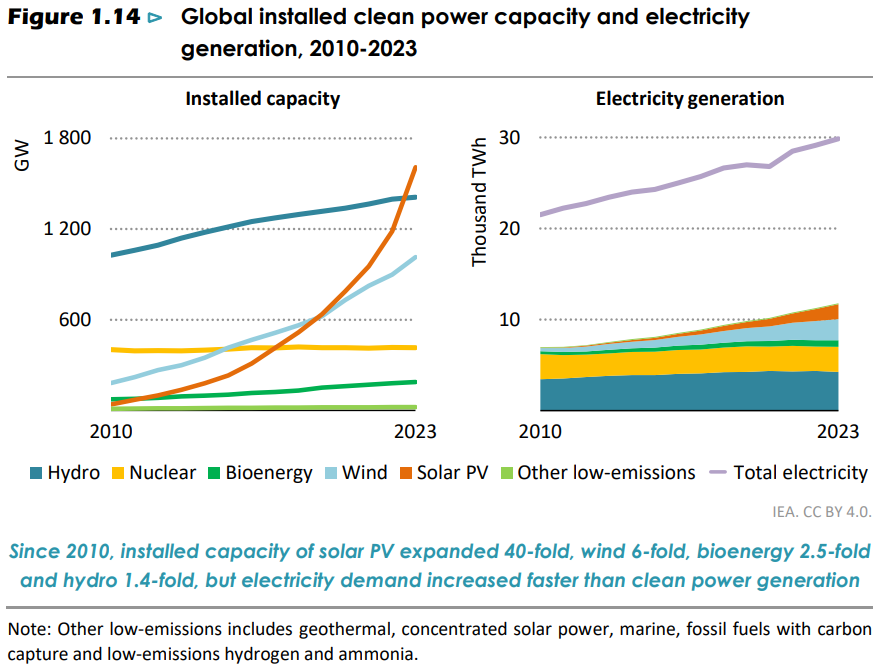 Figure 1.14 ▷ Global installed clean power capacity and electricity
generation, 2010-2023
Installed capacity
GW
1 800
1 200
600
2010 2023
Electricity generation
Thousand TWh
30
20
10
2010 2023
Hydro Nuclear Bioenergy Wind Solar PV Other low-emissions Total electricity
IEA. CC BY 4.0.
Since 2010, installed capacity of solar PV expanded 40-fold, wind 6-fold, bioenergy 2.5-fold
and hydro 1.4-fold, but electricity demand increased faster than clean power generation
Note: Other low-emissions includes geothermal, concentrated solar power, marine, fossil fuels with carbon
capture and low-emissions hydrogen and ammonia.